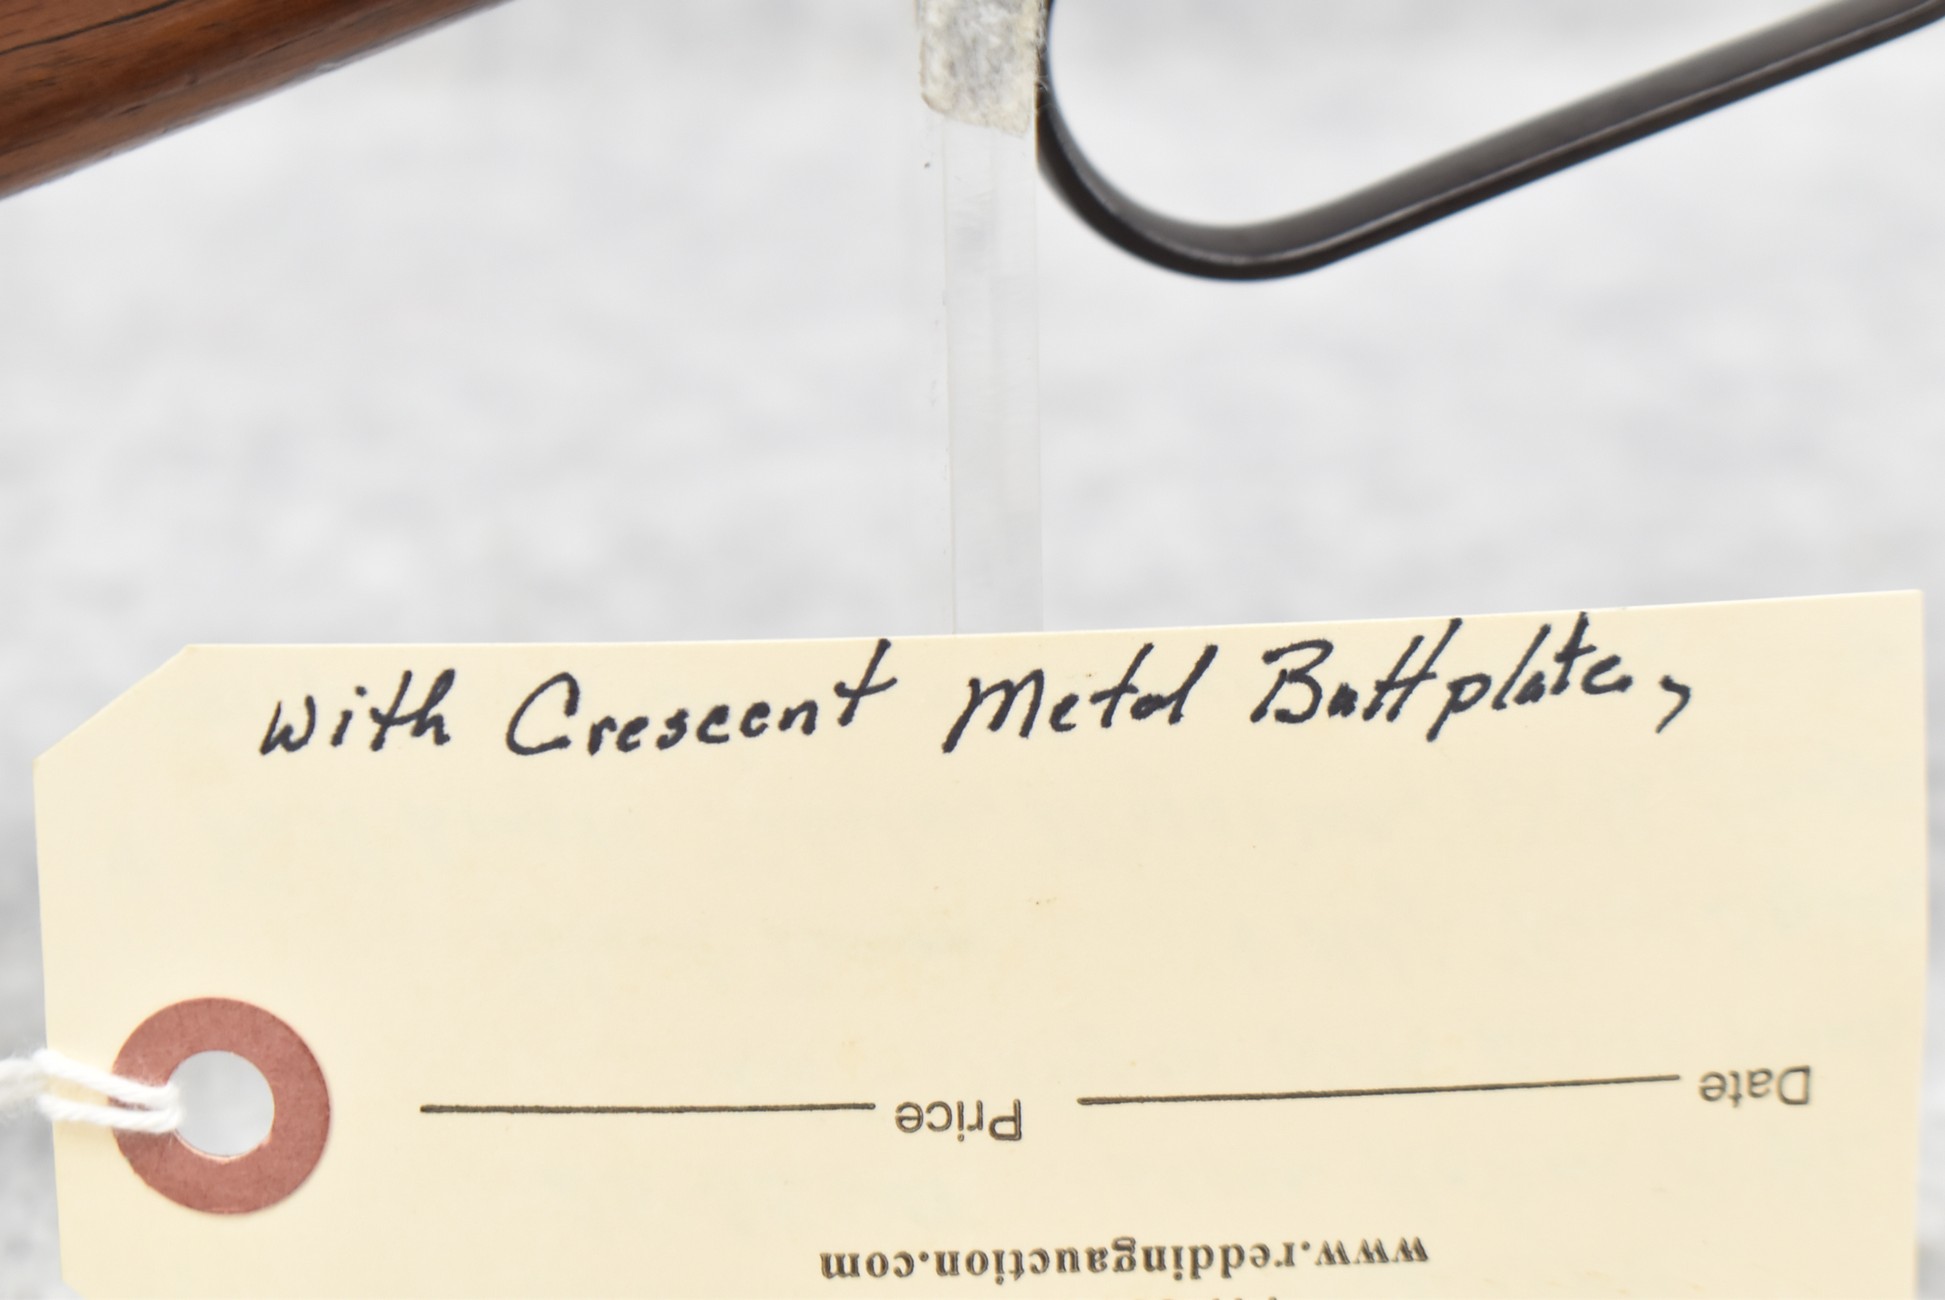 With Crescent Metal Buttplate,
Date Price
www.reddingauction.com